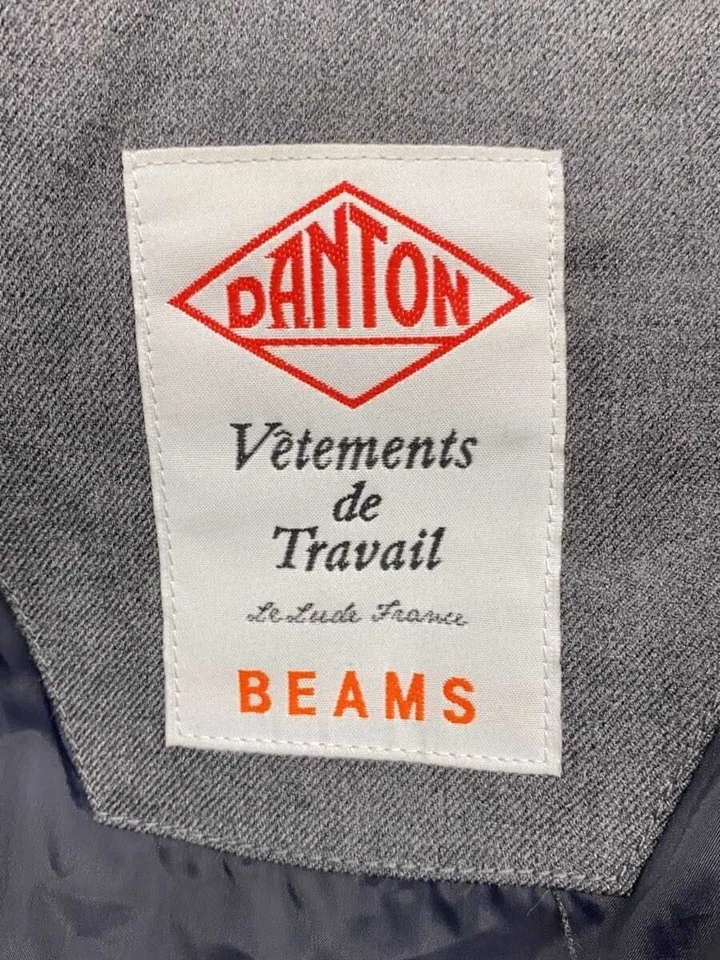 DANTON
Vêtements
de
Travail
Le Lude France
BEAMS